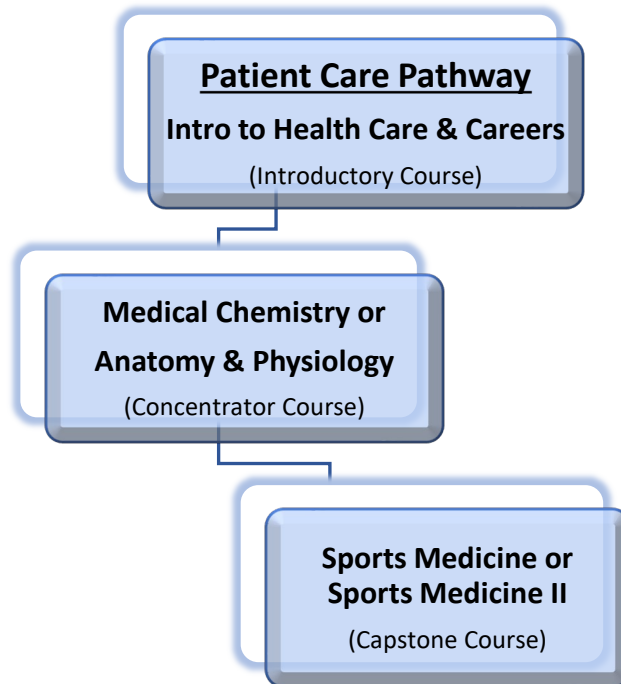 Patient Care Pathway
Intro to Health Care & Careers
(Introductory Course)
Medical Chemistry or
Anatomy & Physiology
(Concentrator Course)
Sports Medicine or
Sports Medicine II
(Capstone Course)